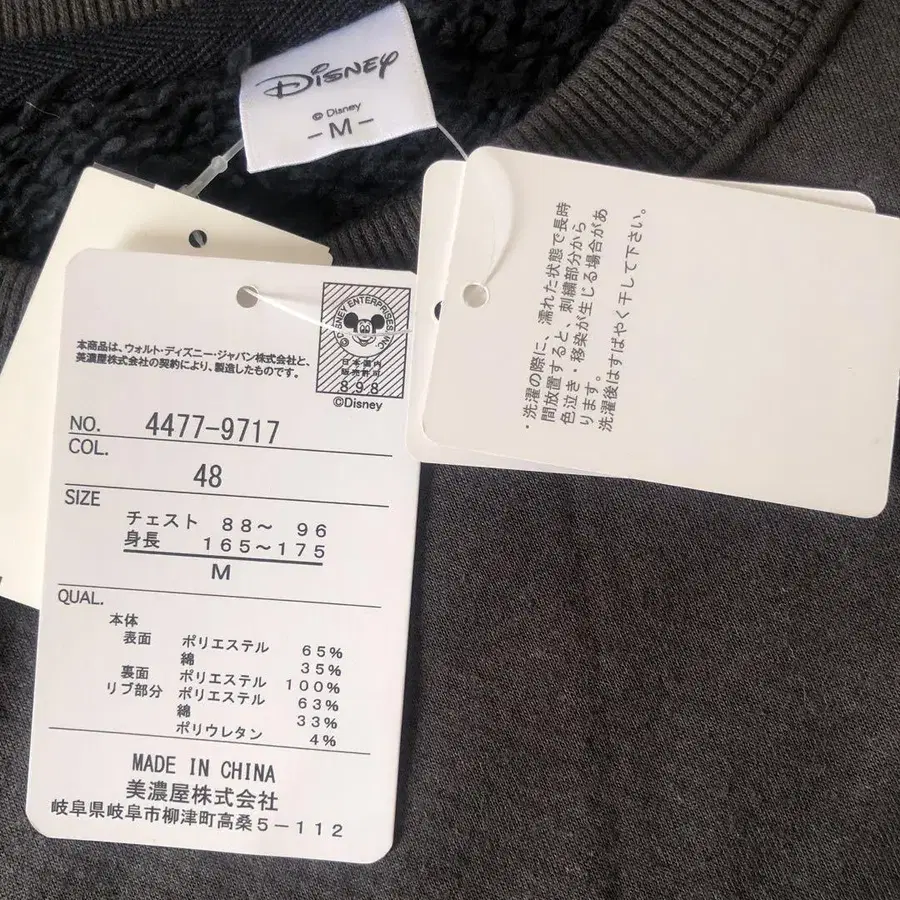 Disney
© Disney
-M-
・洗濯の際に、濡れた状態で長時
間放置すると、刺繍部分から
色泣き・移染が生じる場合があ
ります。
洗濯後はすばやく干して下さい。
本商品は、ウォルト・ディズニー・ジャパン株式会社と、
美濃屋株式会社の契約により、製造したものです。
© DISNEY ENTERPRISES, INC
日本国内
販売許可
898
©Disney
NO. 4477-9717
COL. 48
SIZE
チェスト 88~ 96
身長 165~175
M
QUAL.
本体
表面 ポリエステル 65%
綿 35%
裏面 ポリエステル 100%
リブ部分 ポリエステル 63%
綿 33%
ポリウレタン 4%
MADE IN CHINA
美濃屋株式会社
岐阜県岐阜市柳津町高桑5-112